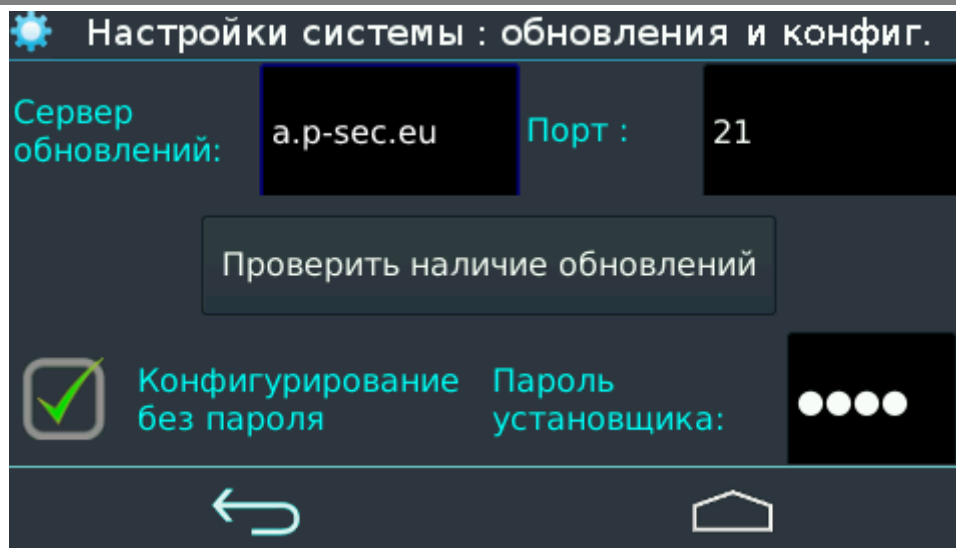 Настройки системы : обновления и конфиг.
Сервер
обновлений:
a.p-sec.eu
Порт :
21
Проверить наличие обновлений
Конфигурирование
без пароля
Пароль
установщика:
●●●●